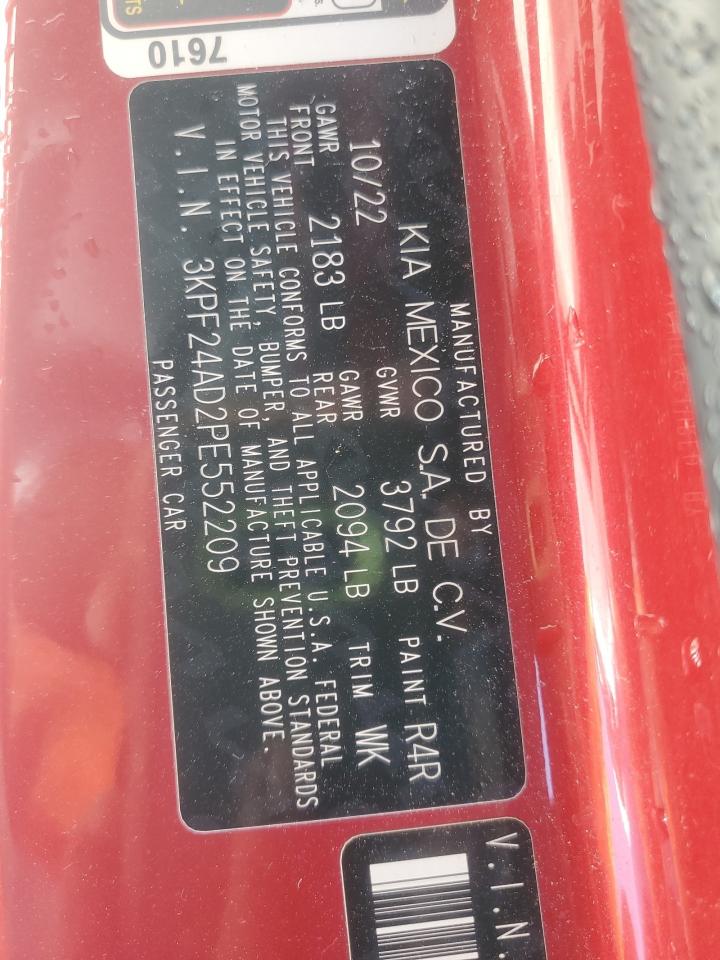 7610
MANUFACTURED BY
KIA MEXICO S.A. DE C.V.
10/22 GVWR 3792 LB PAINT R4R
GAWR FRONT 2183 LB GAWR REAR 2094 LB TRIM WK
THIS VEHICLE CONFORMS TO ALL APPLICABLE U.S.A. FEDERAL
MOTOR VEHICLE SAFETY, BUMPER, AND THEFT PREVENTION STANDARDS
IN EFFECT ON THE DATE OF MANUFACTURE SHOWN ABOVE.
V.I.N. 3KPF24AD2PE552209
PASSENGER CAR
V.I.N.